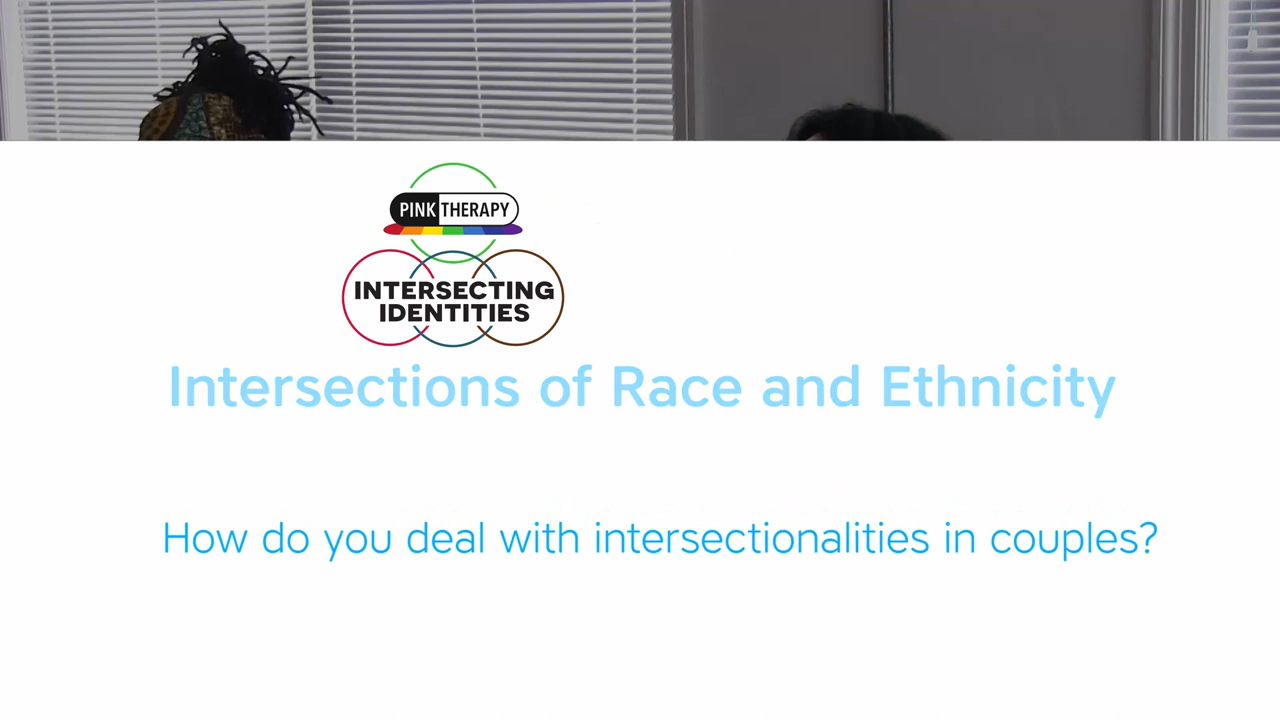 PINK THERAPY
INTERSECTING
IDENTITIES
Intersections of Race and Ethnicity
How do you deal with intersectionalities in couples?